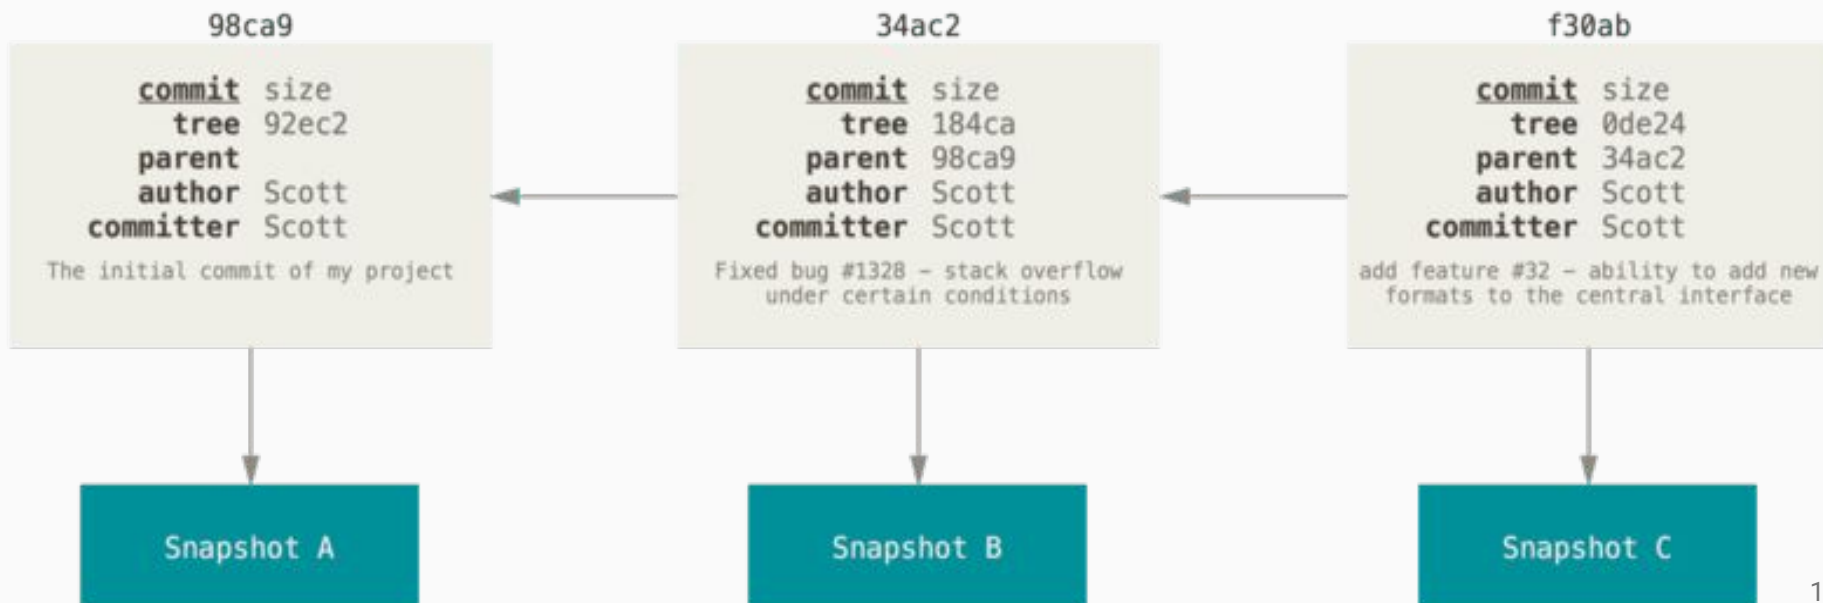 98ca9
commit size
tree 92ec2
parent
author Scott
committer Scott
The initial commit of my project
Snapshot A
34ac2
commit size
tree 184ca
parent 98ca9
author Scott
committer Scott
Fixed bug #1328 – stack overflow
under certain conditions
Snapshot B
f30ab
commit size
tree 0de24
parent 34ac2
author Scott
committer Scott
add feature #32 – ability to add new
formats to the central interface
Snapshot C
1